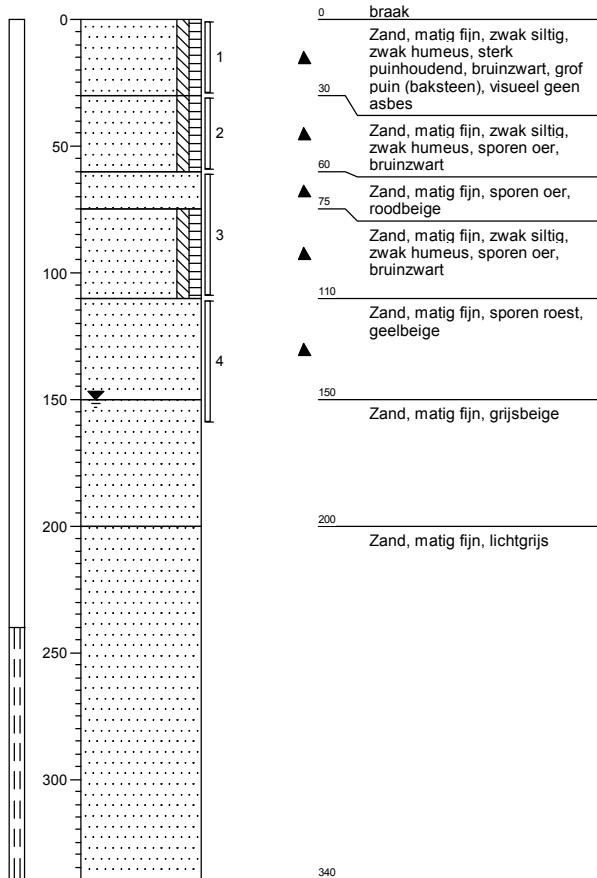 0
50
100
150
200
250
300
1
2
3
4
0
braak
Zand, matig fijn, zwak siltig,
zwak humeus, sterk
puinhoudend, bruinzwart, grof
puin (baksteen), visueel geen
asbes
30
Zand, matig fijn, zwak siltig,
zwak humeus, sporen oer,
bruinzwart
60
Zand, matig fijn, sporen oer,
roodbeige
75
Zand, matig fijn, zwak siltig,
zwak humeus, sporen oer,
bruinzwart
110
Zand, matig fijn, sporen roest,
geelbeige
150
Zand, matig fijn, grijsbeige
200
Zand, matig fijn, lichtgrijs
340